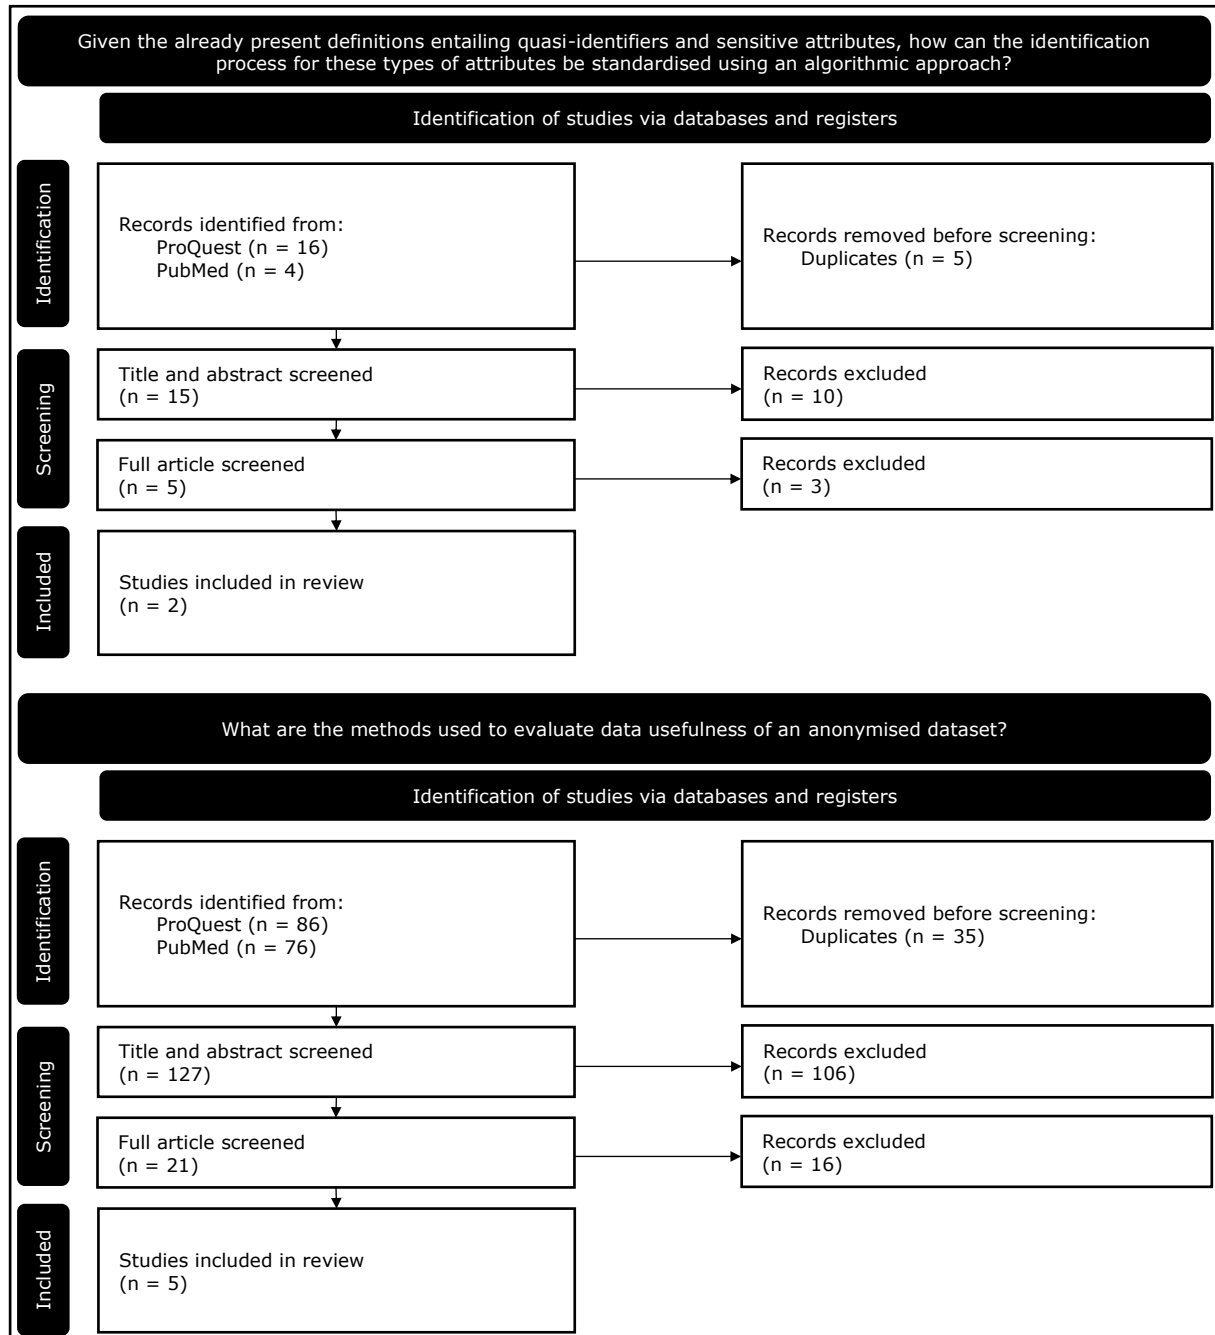 Given the already present definitions entailing quasi-identifiers and sensitive attributes, how can the identification
process for these types of attributes be standardised using an algorithmic approach?
Identification of studies via databases and registers
Identification
Records identified from:
ProQuest (n = 16)
PubMed (n = 4)
Records removed before screening:
Duplicates (n = 5)
Screening
Title and abstract screened
(n = 15)
Records excluded
(n = 10)
Full article screened
(n = 5)
Records excluded
(n = 3)
Included
Studies included in review
(n = 2)
What are the methods used to evaluate data usefulness of an anonymised dataset?
Identification of studies via databases and registers
Identification
Records identified from:
ProQuest (n = 86)
PubMed (n = 76)
Records removed before screening:
Duplicates (n = 35)
Screening
Title and abstract screened
(n = 127)
Records excluded
(n = 106)
Full article screened
(n = 21)
Records excluded
(n = 16)
Included
Studies included in review
(n = 5)